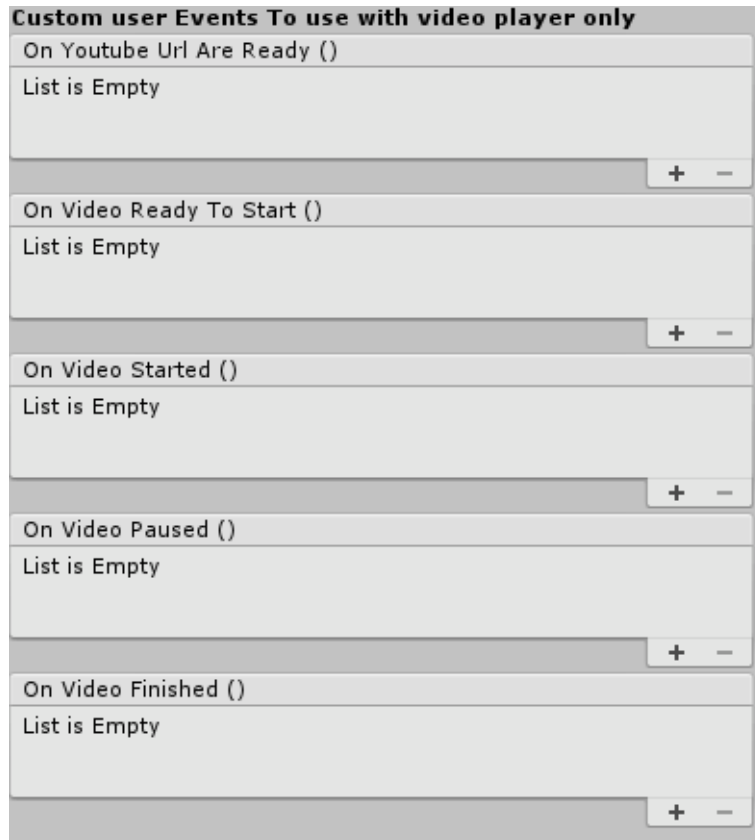 Custom user Events To use with video player only
On Youtube Url Are Ready ()
List is Empty
+ −
On Video Ready To Start ()
List is Empty
+ −
On Video Started ()
List is Empty
+ −
On Video Paused ()
List is Empty
+ −
On Video Finished ()
List is Empty
+ −